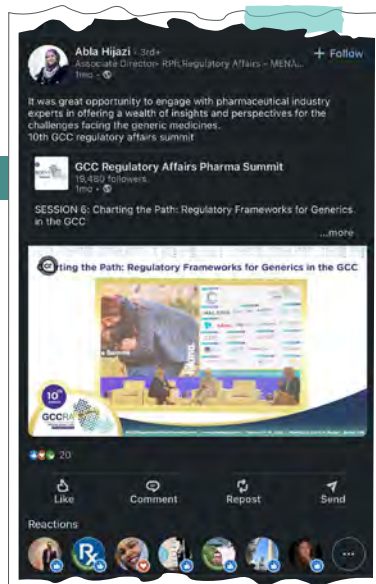 Abla Hijazi · 3rd+
Associate Director- RPH, Regulatory Affairs – MENA...
1mo ·
+ Follow
It was great opportunity to engage with pharmaceutical industry
experts in offering a wealth of insights and perspectives for the
challenges facing the generic medicines.
10th GCC regulatory affairs summit
GCC Regulatory Affairs Pharma Summit
19,480 followers
1mo ·
SESSION 6: Charting the Path: Regulatory Frameworks for Generics
in the GCC
...more
rting the Path: Regulatory Frameworks for Generics in the GCC
10
GCCRA
20
Like
Comment
Repost
Send
Reactions